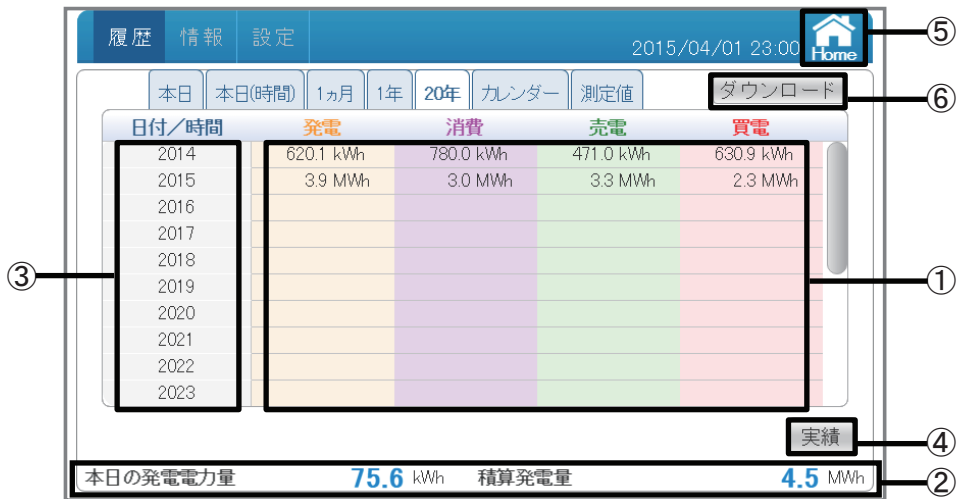 履歴 情報 設定
2015/04/01 23:00 Home ⑤
本日 本日(時間) 1ヵ月 1年 20年 カレンダー 測定値 ダウンロード ⑥
日付／時間 発電 消費 売電 買電
2014 620.1 kWh 780.0 kWh 471.0 kWh 630.9 kWh
2015 3.9 MWh 3.0 MWh 3.3 MWh 2.3 MWh
2016
2017
2018
③ 2019 ①
2020
2021
2022
2023
実績 ④
本日の発電電力量 75.6 kWh 積算発電量 4.5 MWh ②